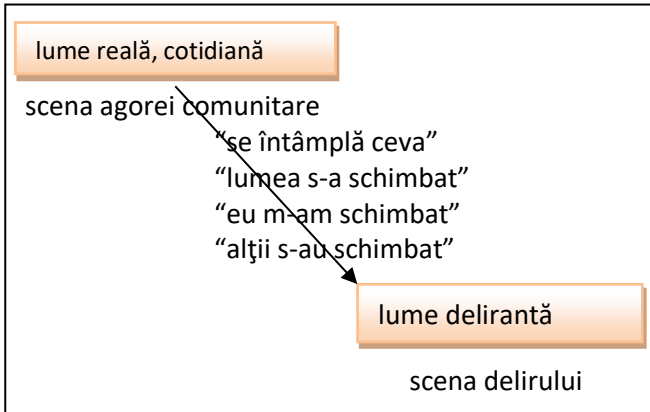 lume reală, cotidiană
scena agorei comunitare
“se întâmplă ceva”
“lumea s-a schimbat”
“eu m-am schimbat”
“alţii s-au schimbat”
lume delirantă
scena delirului